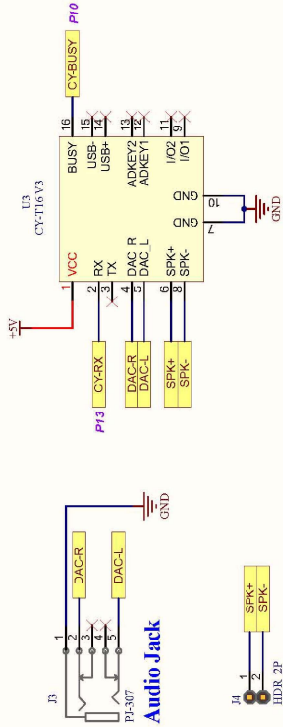 +5V
U3
CY-T16 V3
1
VCC
BUSY
16
CY-BUSY
P10
USB-
15
USB+
14
P13
CY-RX
2
RX
3
TX
ADKEY2
13
ADKEY1
12
DAC-R
4
DAC_R
DAC-L
5
DAC_L
SPK+
6
SPK+
I/O2
11
SPK-
8
SPK-
I/O1
9
GND
GND
7
10
GND
J3
1
2
3
4
5
DAC-R
DAC-L
GND
PJ-307
Audio Jack
J4
1
SPK+
2
SPK-
HDR_2P